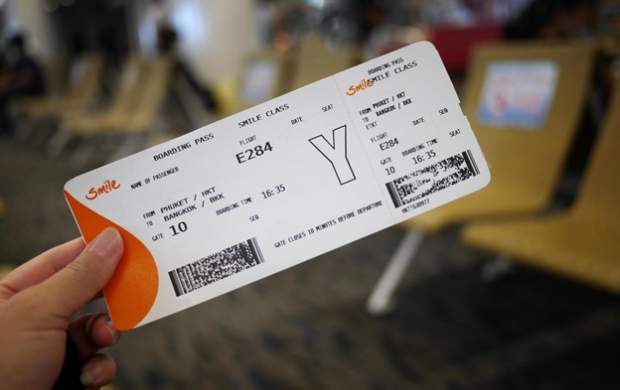 Smile
BOARDING PASS
SMILE CLASS
NAME OF PASSENGER
FLIGHT
DATE
SEAT
E284
Y
FROM PHUKET / HKT
TO BANGKOK / BKK
BOARDING TIME 16:35
GATE 10
SEQ
GATE CLOSES 10 MINUTES BEFORE DEPARTURE
Smile
BOARDING PASS
SMILE CLASS
FROM PHUKET / HKT
TO BANGKOK / BKK
FLIGHT
DATE
SEAT
E284
GATE
10
16:35